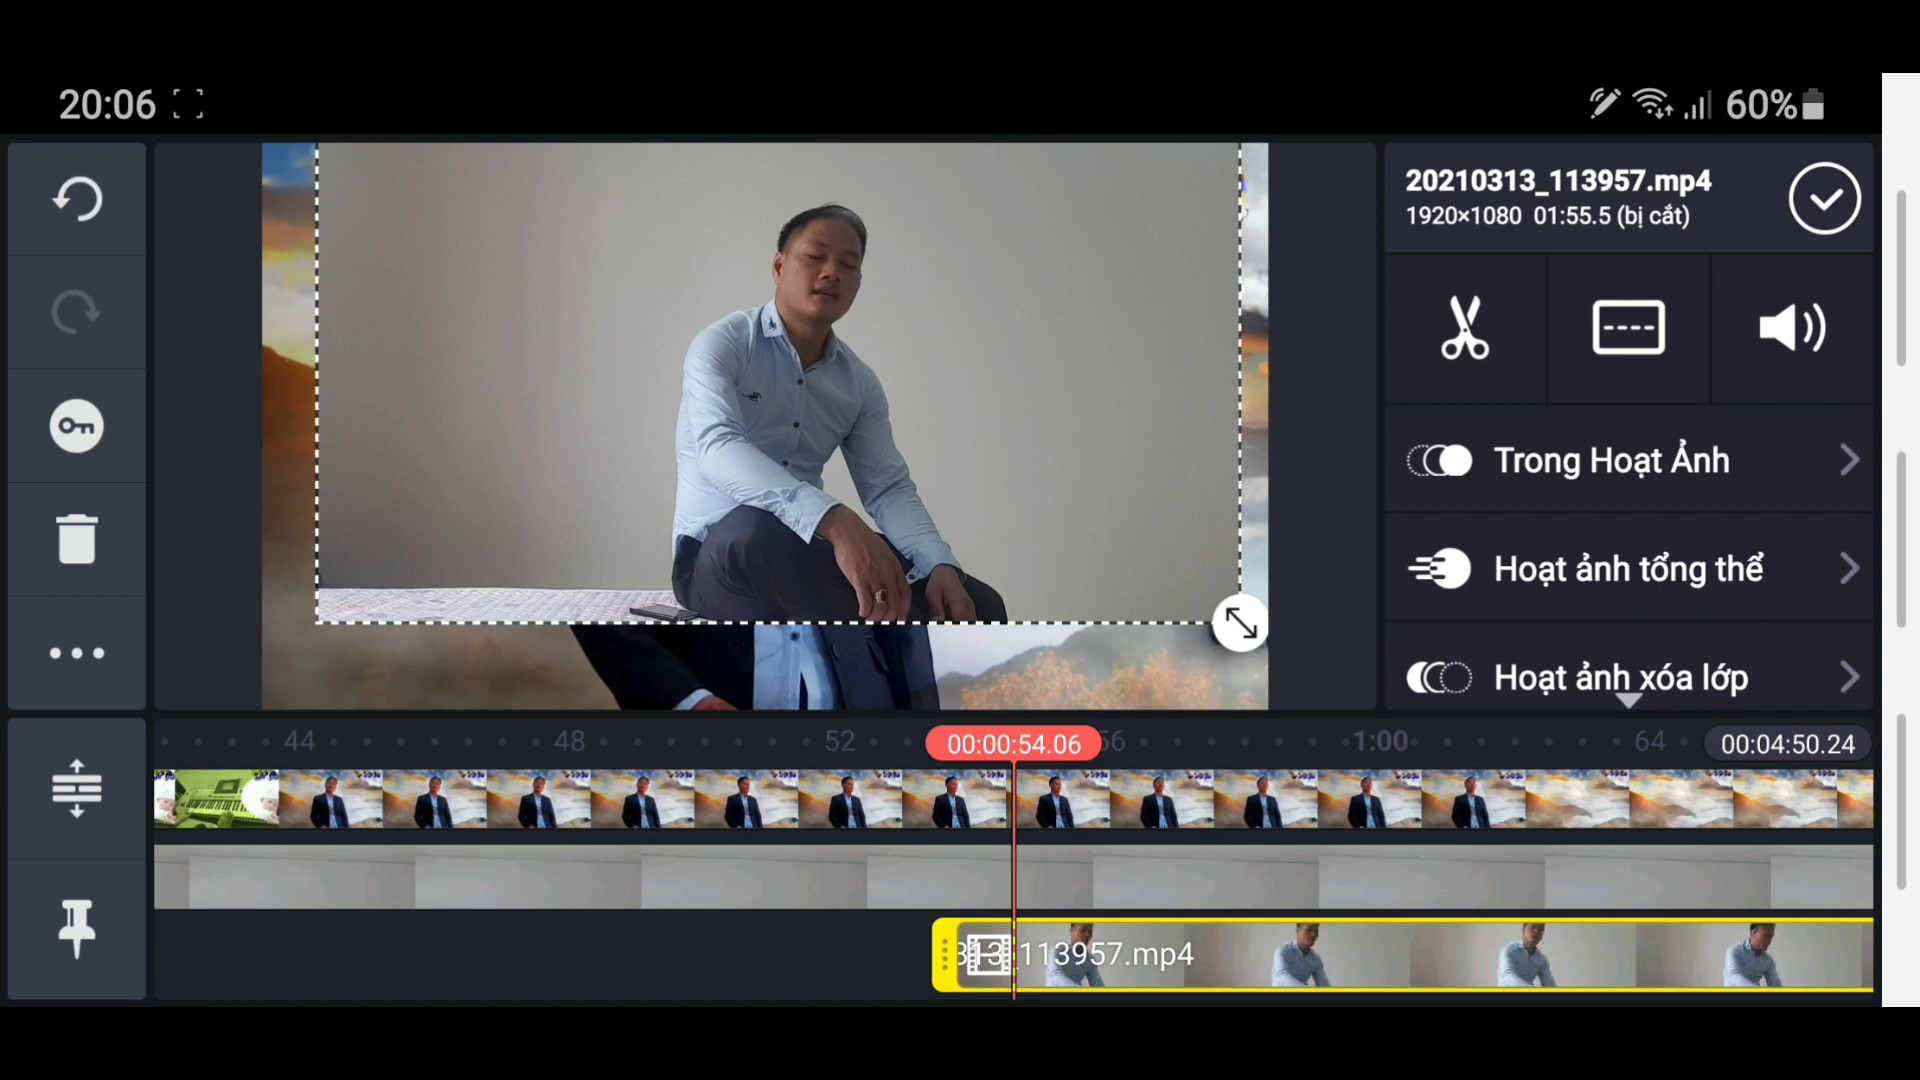 20:06
60%
20210313_113957.mp4
1920×1080 01:55.5 (bị cắt)
Trong Hoạt Ảnh
Hoạt ảnh tổng thể
Hoạt ảnh xóa lớp
44 48 52 00:00:54.06 56 1:00 64 00:04:50.24
313_113957.mp4